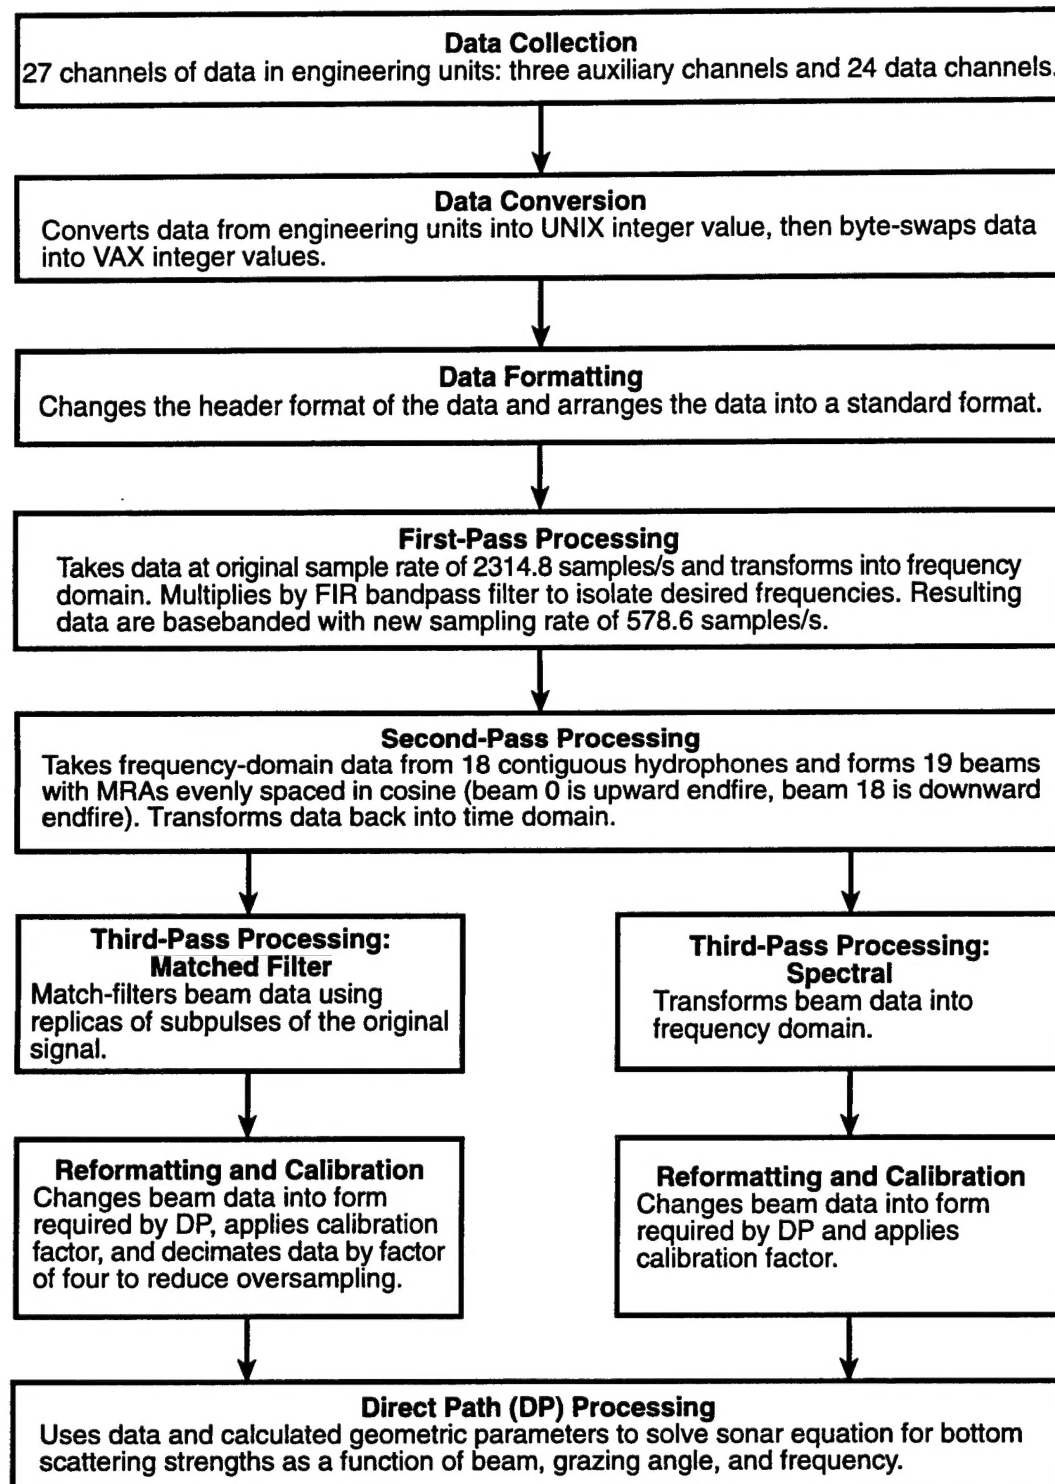 Data Collection
27 channels of data in engineering units: three auxiliary channels and 24 data channels.
Data Conversion
Converts data from engineering units into UNIX integer value, then byte-swaps data
into VAX integer values.
Data Formatting
Changes the header format of the data and arranges the data into a standard format.
First-Pass Processing
Takes data at original sample rate of 2314.8 samples/s and transforms into frequency
domain. Multiplies by FIR bandpass filter to isolate desired frequencies. Resulting
data are basebanded with new sampling rate of 578.6 samples/s.
Second-Pass Processing
Takes frequency-domain data from 18 contiguous hydrophones and forms 19 beams
with MRAs evenly spaced in cosine (beam 0 is upward endfire, beam 18 is downward
endfire). Transforms data back into time domain.
Third-Pass Processing:
Matched Filter
Match-filters beam data using
replicas of subpulses of the original
signal.
Third-Pass Processing:
Spectral
Transforms beam data into
frequency domain.
Reformatting and Calibration
Changes beam data into form
required by DP, applies calibration
factor, and decimates data by factor
of four to reduce oversampling.
Reformatting and Calibration
Changes beam data into form
required by DP and applies
calibration factor.
Direct Path (DP) Processing
Uses data and calculated geometric parameters to solve sonar equation for bottom
scattering strengths as a function of beam, grazing angle, and frequency.